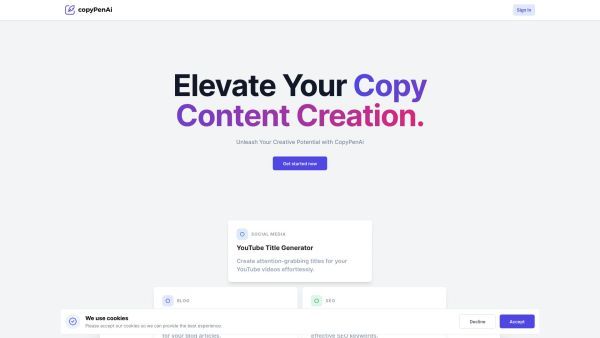 copyPenAi
Sign In
Elevate Your Copy
Content Creation.
Unleash Your Creative Potential with CopyPenAi
Get started now
SOCIAL MEDIA
YouTube Title Generator
Create attention-grabbing titles for your
YouTube videos effortlessly.
BLOG
SEO
We use cookies
Please accept our cookies so we can provide the best experience.
Decline
Accept
for your blog articles.
effective SEO keywords.